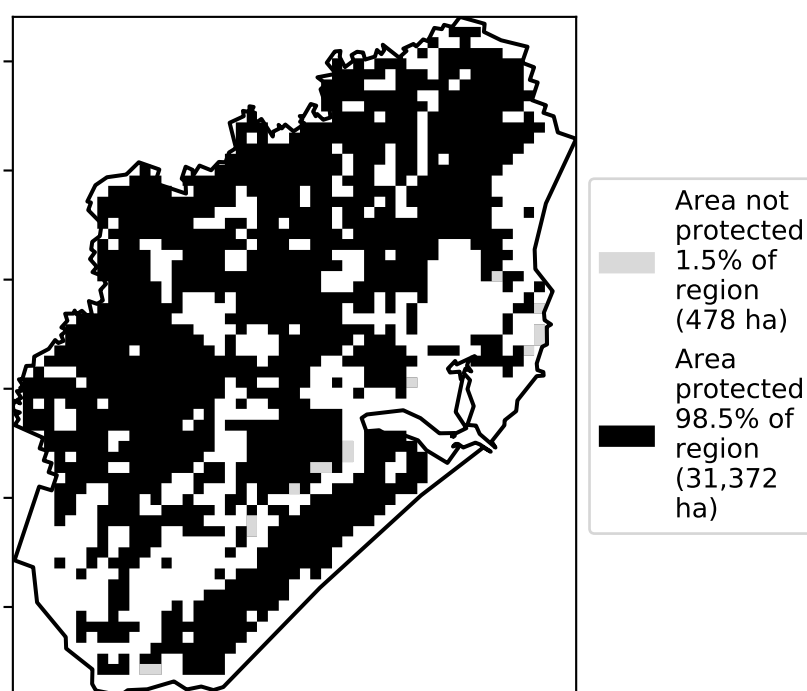 Area not
protected
1.5% of
region
(478 ha)
Area
protected
98.5% of
region
(31,372
ha)